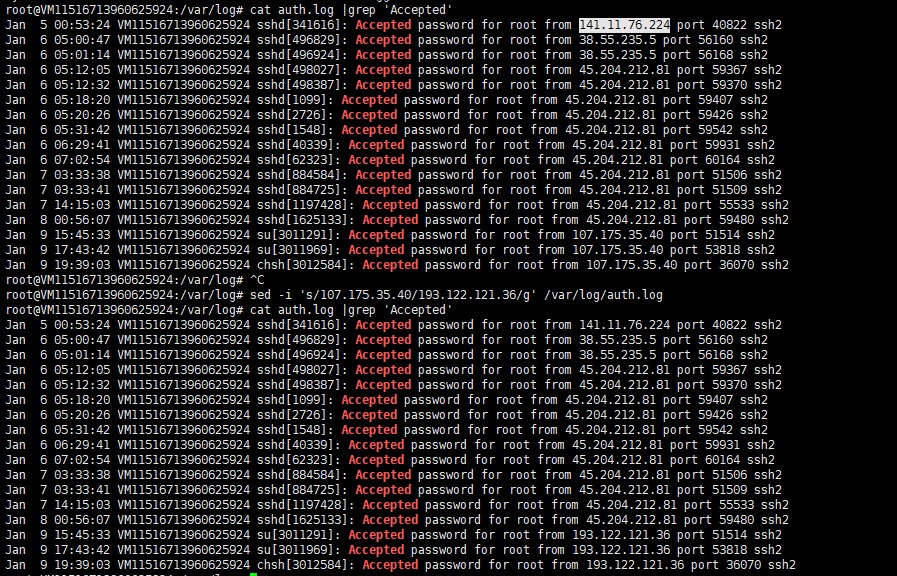 root@VM11516713960625924:/var/log# cat auth.log |grep 'Accepted'
Jan  5 00:53:24 VM11516713960625924 sshd[341616]: Accepted password for root from 141.11.76.224 port 40822 ssh2
Jan  6 05:00:47 VM11516713960625924 sshd[496829]: Accepted password for root from 38.55.235.5 port 56160 ssh2
Jan  6 05:01:14 VM11516713960625924 sshd[496924]: Accepted password for root from 38.55.235.5 port 56168 ssh2
Jan  6 05:12:05 VM11516713960625924 sshd[498027]: Accepted password for root from 45.204.212.81 port 59367 ssh2
Jan  6 05:12:32 VM11516713960625924 sshd[498387]: Accepted password for root from 45.204.212.81 port 59370 ssh2
Jan  6 05:18:20 VM11516713960625924 sshd[1099]: Accepted password for root from 45.204.212.81 port 59407 ssh2
Jan  6 05:20:26 VM11516713960625924 sshd[2726]: Accepted password for root from 45.204.212.81 port 59426 ssh2
Jan  6 05:31:42 VM11516713960625924 sshd[1548]: Accepted password for root from 45.204.212.81 port 59542 ssh2
Jan  6 06:29:41 VM11516713960625924 sshd[40339]: Accepted password for root from 45.204.212.81 port 59931 ssh2
Jan  6 07:02:54 VM11516713960625924 sshd[62323]: Accepted password for root from 45.204.212.81 port 60164 ssh2
Jan  7 03:33:38 VM11516713960625924 sshd[884584]: Accepted password for root from 45.204.212.81 port 51506 ssh2
Jan  7 03:33:41 VM11516713960625924 sshd[884725]: Accepted password for root from 45.204.212.81 port 51509 ssh2
Jan  7 14:15:03 VM11516713960625924 sshd[1197428]: Accepted password for root from 45.204.212.81 port 55533 ssh2
Jan  8 00:56:07 VM11516713960625924 sshd[1625133]: Accepted password for root from 45.204.212.81 port 59480 ssh2
Jan  9 15:45:33 VM11516713960625924 su[3011291]: Accepted password for root from 107.175.35.40 port 51514 ssh2
Jan  9 17:43:42 VM11516713960625924 su[3011969]: Accepted password for root from 107.175.35.40 port 53818 ssh2
Jan  9 19:39:03 VM11516713960625924 chsh[3012584]: Accepted password for root from 107.175.35.40 port 36070 ssh2
root@VM11516713960625924:/var/log# ^C
root@VM11516713960625924:/var/log# sed -i 's/107.175.35.40/193.122.121.36/g' /var/log/auth.log
root@VM11516713960625924:/var/log# cat auth.log |grep 'Accepted'
Jan  5 00:53:24 VM11516713960625924 sshd[341616]: Accepted password for root from 141.11.76.224 port 40822 ssh2
Jan  6 05:00:47 VM11516713960625924 sshd[496829]: Accepted password for root from 38.55.235.5 port 56160 ssh2
Jan  6 05:01:14 VM11516713960625924 sshd[496924]: Accepted password for root from 38.55.235.5 port 56168 ssh2
Jan  6 05:12:05 VM11516713960625924 sshd[498027]: Accepted password for root from 45.204.212.81 port 59367 ssh2
Jan  6 05:12:32 VM11516713960625924 sshd[498387]: Accepted password for root from 45.204.212.81 port 59370 ssh2
Jan  6 05:18:20 VM11516713960625924 sshd[1099]: Accepted password for root from 45.204.212.81 port 59407 ssh2
Jan  6 05:20:26 VM11516713960625924 sshd[2726]: Accepted password for root from 45.204.212.81 port 59426 ssh2
Jan  6 05:31:42 VM11516713960625924 sshd[1548]: Accepted password for root from 45.204.212.81 port 59542 ssh2
Jan  6 06:29:41 VM11516713960625924 sshd[40339]: Accepted password for root from 45.204.212.81 port 59931 ssh2
Jan  6 07:02:54 VM11516713960625924 sshd[62323]: Accepted password for root from 45.204.212.81 port 60164 ssh2
Jan  7 03:33:38 VM11516713960625924 sshd[884584]: Accepted password for root from 45.204.212.81 port 51506 ssh2
Jan  7 03:33:41 VM11516713960625924 sshd[884725]: Accepted password for root from 45.204.212.81 port 51509 ssh2
Jan  7 14:15:03 VM11516713960625924 sshd[1197428]: Accepted password for root from 45.204.212.81 port 55533 ssh2
Jan  8 00:56:07 VM11516713960625924 sshd[1625133]: Accepted password for root from 45.204.212.81 port 59480 ssh2
Jan  9 15:45:33 VM11516713960625924 su[3011291]: Accepted password for root from 193.122.121.36 port 51514 ssh2
Jan  9 17:43:42 VM11516713960625924 su[3011969]: Accepted password for root from 193.122.121.36 port 53818 ssh2
Jan  9 19:39:03 VM11516713960625924 chsh[3012584]: Accepted password for root from 193.122.121.36 port 36070 ssh2